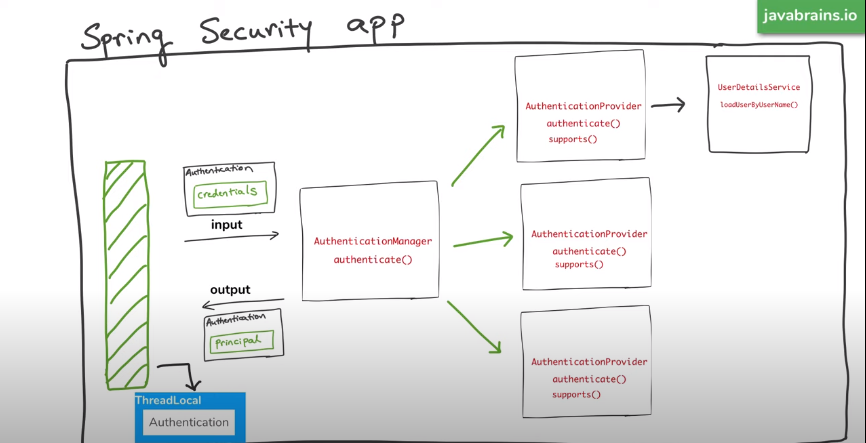 Spring Security app
javabrains.io
Authentication
credentials
input
output
Authentication
Principal
ThreadLocal
Authentication
AuthenticationManager
authenticate()
AuthenticationProvider
authenticate()
supports()
UserDetailsService
loadUserByUserName()
AuthenticationProvider
authenticate()
supports()
AuthenticationProvider
authenticate()
supports()